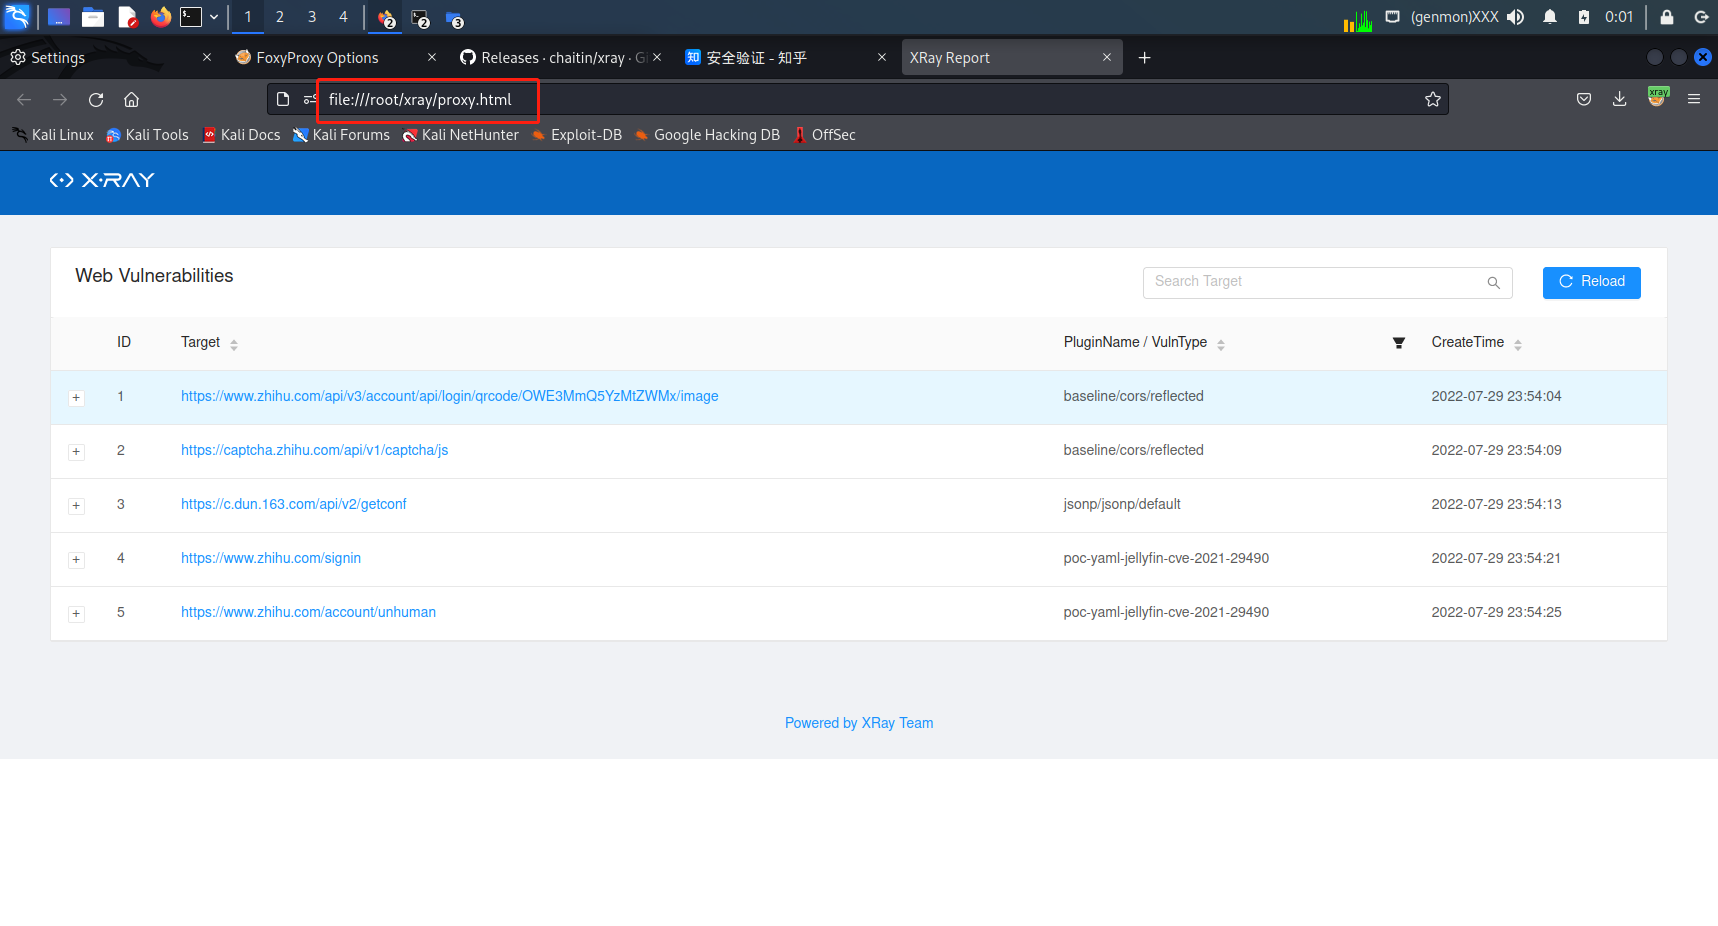 1 2 3 4 2 2 3 (genmon)XXX 0:01
Settings FoxyProxy Options Releases · chaitin/xray · Gi 知 安全验证 - 知乎 XRay Report
file:///root/xray/proxy.html xray
Kali Linux Kali Tools Kali Docs Kali Forums Kali NetHunter Exploit-DB Google Hacking DB OffSec
X-RAY
Web Vulnerabilities Search Target Reload
ID Target PluginName / VulnType CreateTime
+ 1 https://www.zhihu.com/api/v3/account/api/login/qrcode/OWE3MmQ5YzMtZWMx/image baseline/cors/reflected 2022-07-29 23:54:04
+ 2 https://captcha.zhihu.com/api/v1/captcha/js baseline/cors/reflected 2022-07-29 23:54:09
+ 3 https://c.dun.163.com/api/v2/getconf jsonp/jsonp/default 2022-07-29 23:54:13
+ 4 https://www.zhihu.com/signin poc-yaml-jellyfin-cve-2021-29490 2022-07-29 23:54:21
+ 5 https://www.zhihu.com/account/unhuman poc-yaml-jellyfin-cve-2021-29490 2022-07-29 23:54:25
Powered by XRay Team